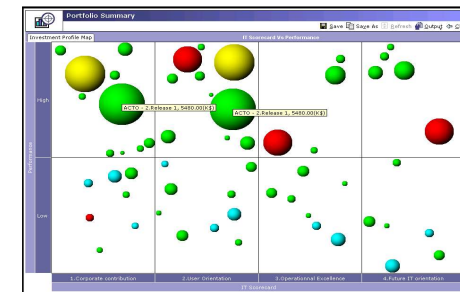 Portfolio Summary
Save Save As Refresh Output
Investment Profile Map
IT Scorecard Vs Performance
High
ACTO - 2.Release 1, 5480.00(K$)
ACTO - 2.Release 1, 5480.00(K$)
Performance
Low
1.Corporate contribution
2.User Orientation
3.Operationnal Excellence
4.Future IT orientation
IT Scorecard